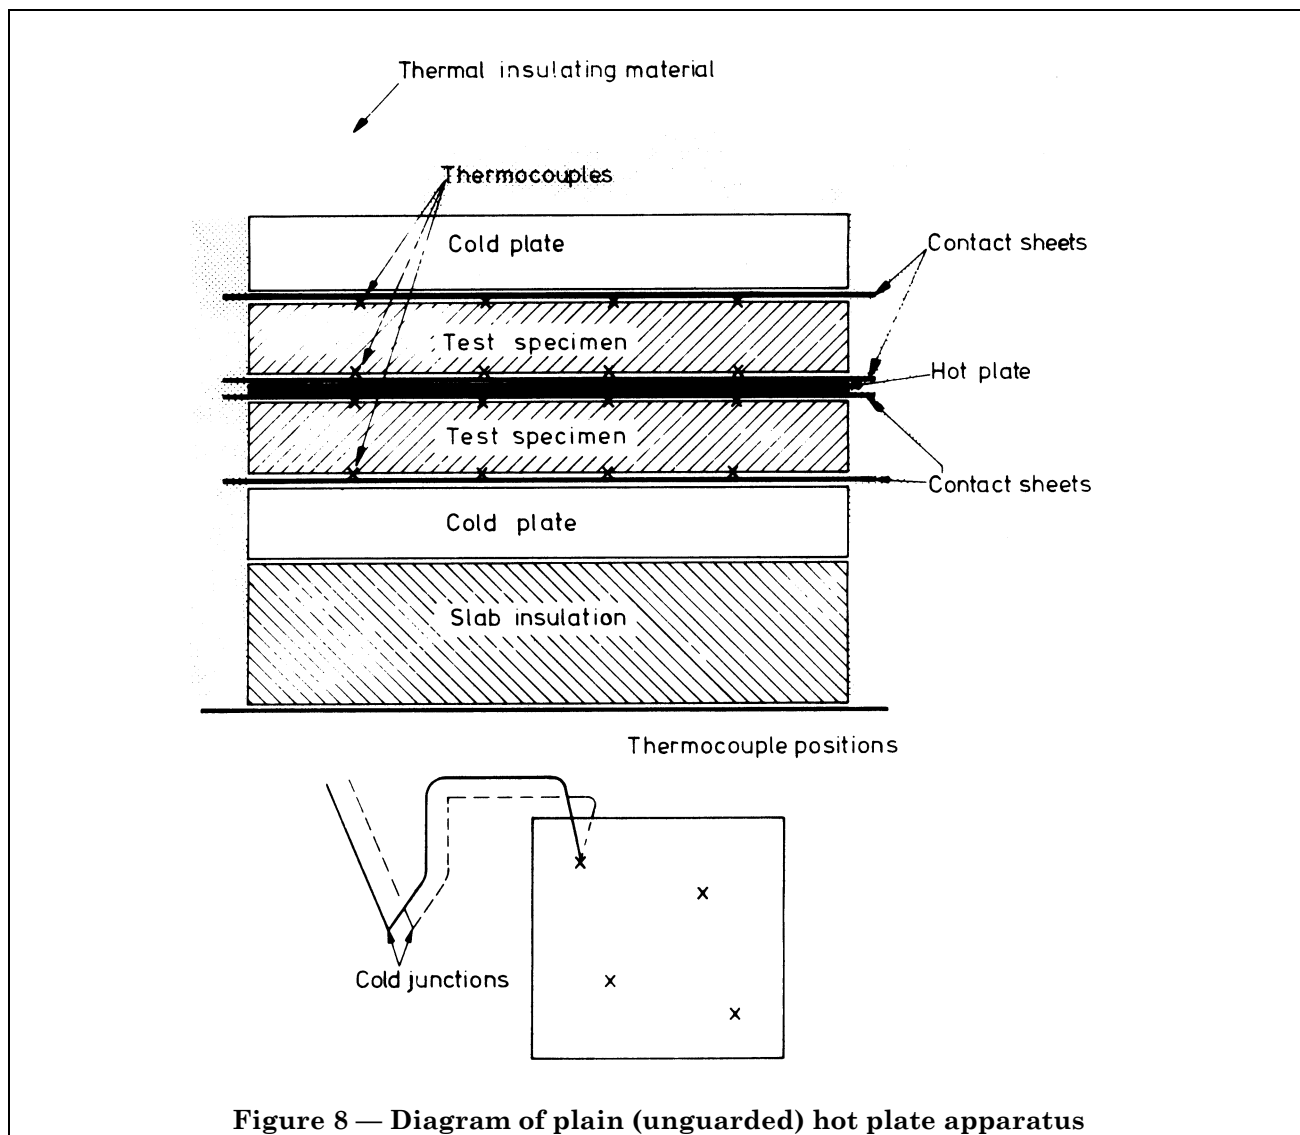 Thermal insulating material
Thermocouples
Cold plate
Contact sheets
Test specimen
Hot plate
Test specimen
Contact sheets
Cold plate
Slab insulation
Thermocouple positions
Cold junctions
Figure 8 — Diagram of plain (unguarded) hot plate apparatus